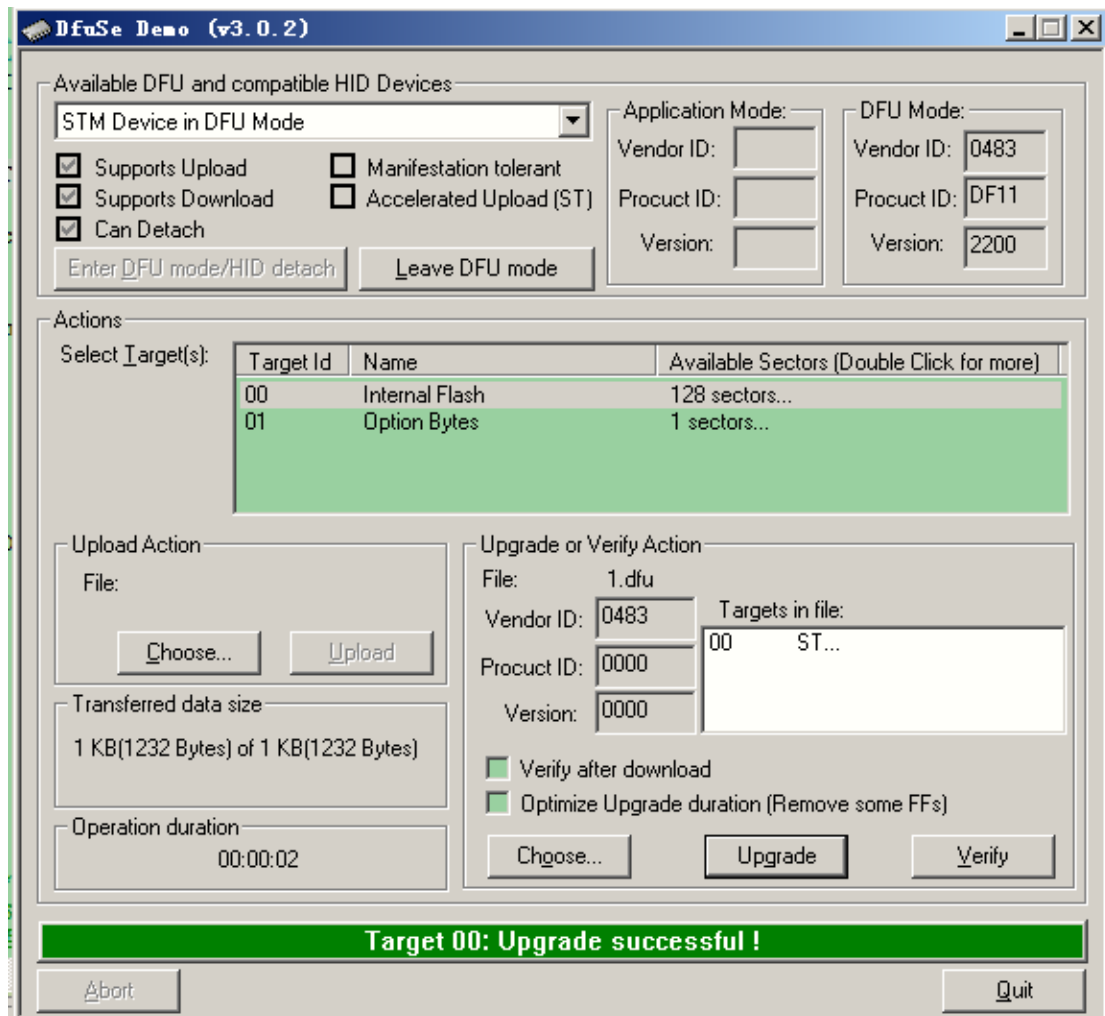 DfuSe Demo (v3.0.2)
Available DFU and compatible HID Devices
STM Device in DFU Mode
Supports Upload
Manifestation tolerant
Supports Download
Accelerated Upload (ST)
Can Detach
Enter DFU mode/HID detach
Leave DFU mode
Application Mode:
Vendor ID:
Procuct ID:
Version:
DFU Mode:
Vendor ID: 0483
Procuct ID: DF11
Version: 2200
Actions
Select Target(s):
Target Id Name Available Sectors (Double Click for more)
00 Internal Flash 128 sectors...
01 Option Bytes 1 sectors...
Upload Action
File:
Choose... Upload
Transferred data size
1 KB(1232 Bytes) of 1 KB(1232 Bytes)
Operation duration
00:00:02
Upgrade or Verify Action
File: 1.dfu
Vendor ID: 0483
Procuct ID: 0000
Version: 0000
Targets in file:
00 ST...
Verify after download
Optimize Upgrade duration (Remove some FFs)
Choose... Upgrade Verify
Target 00: Upgrade successful !
Abort Quit